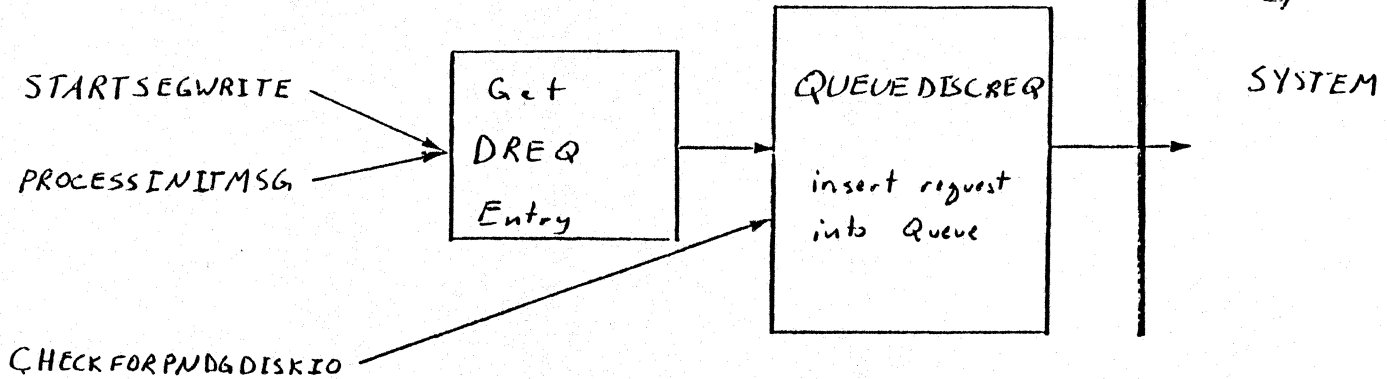 STARTSEGWRITE
PROCESSINITMSG
CHECKFORPNDGDISKIO
Get
DREQ
Entry
QUEUEDISCREQ
insert request
into Queue
SYSTEM